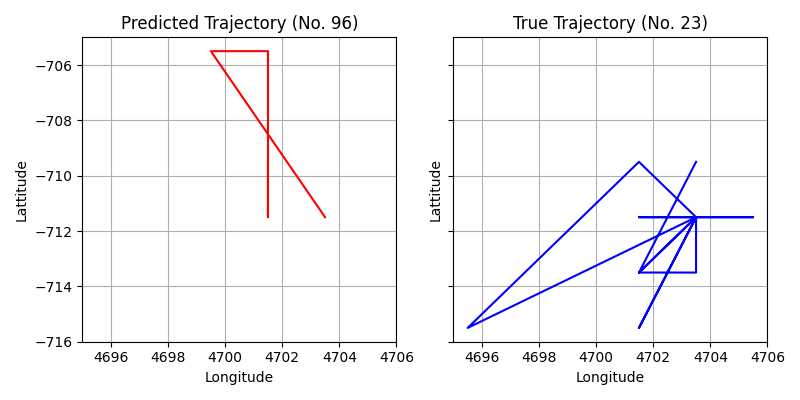 Predicted Trajectory (No. 96)
−706
−708
−710
−712
−714
−716
Lattitude
4696 4698 4700 4702 4704 4706
Longitude
True Trajectory (No. 23)
Lattitude
4696 4698 4700 4702 4704 4706
Longitude